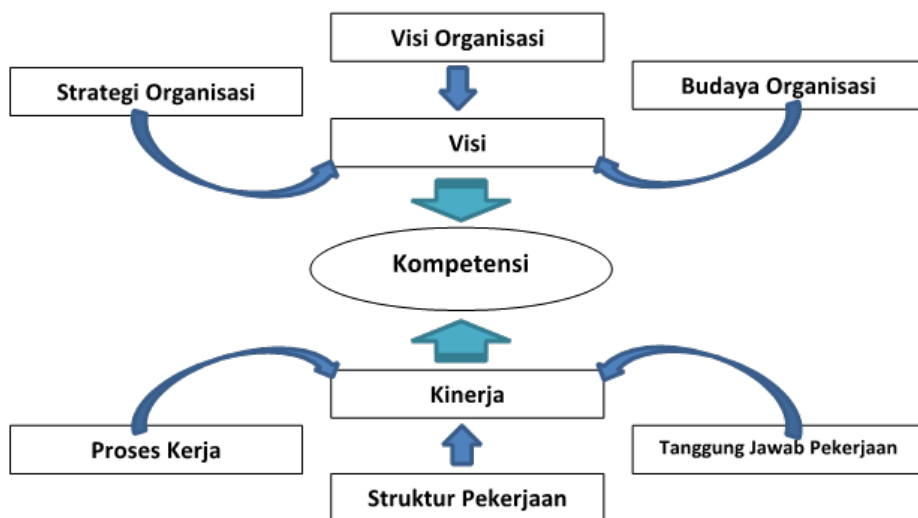 Visi Organisasi
Strategi Organisasi
Budaya Organisasi
Visi
Kompetensi
Kinerja
Proses Kerja
Tanggung Jawab Pekerjaan
Struktur Pekerjaan